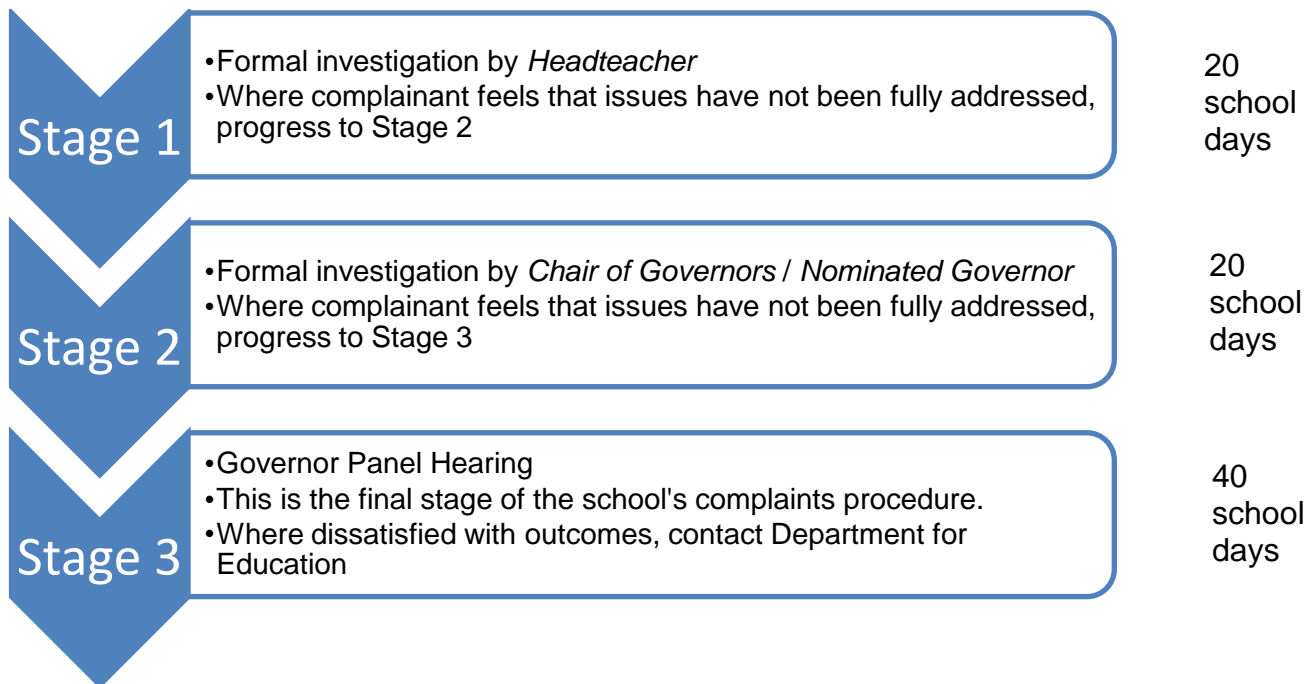 Stage 1
•Formal investigation by Headteacher
•Where complainant feels that issues have not been fully addressed,
progress to Stage 2
20
school
days
Stage 2
•Formal investigation by Chair of Governors / Nominated Governor
•Where complainant feels that issues have not been fully addressed,
progress to Stage 3
20
school
days
Stage 3
•Governor Panel Hearing
•This is the final stage of the school's complaints procedure.
•Where dissatisfied with outcomes, contact Department for
Education
40
school
days